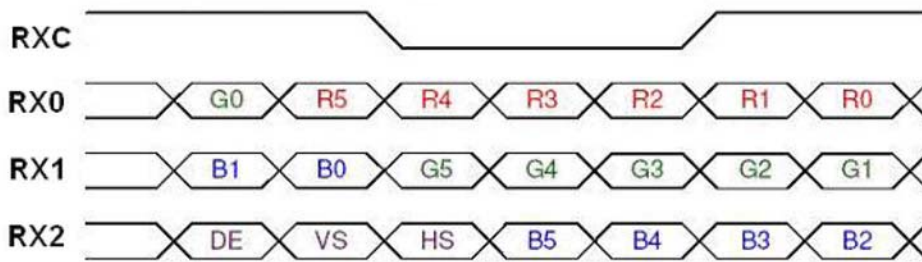 RXC
RX0 G0 R5 R4 R3 R2 R1 R0
RX1 B1 B0 G5 G4 G3 G2 G1
RX2 DE VS HS B5 B4 B3 B2